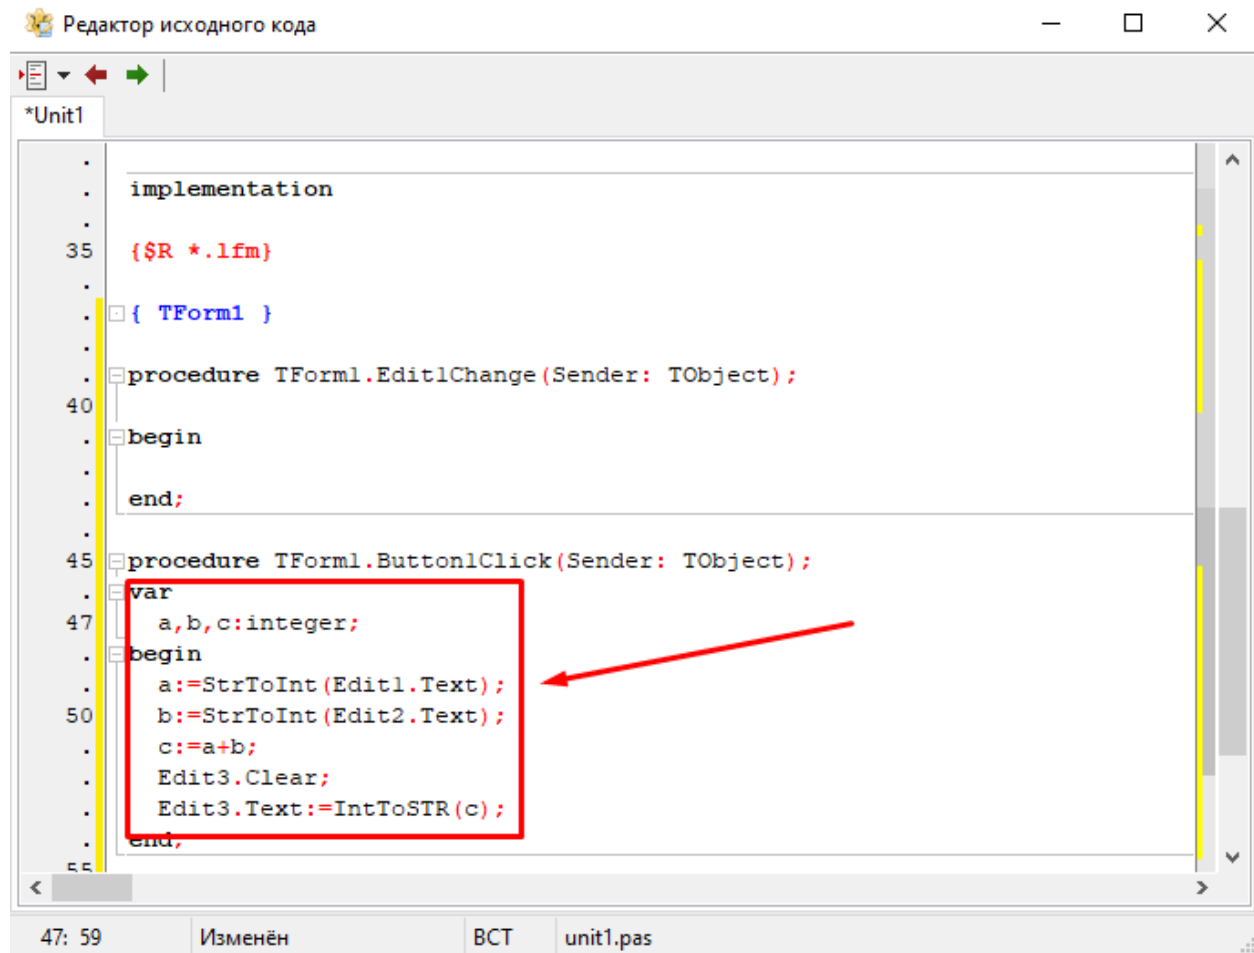 Редактор исходного кода
*Unit1
.
. implementation
.
35 {$R *.lfm}
.
. { TForm1 }
.
. procedure TForm1.Edit1Change(Sender: TObject);
40
. begin
.
. end;
.
45 procedure TForm1.Button1Click(Sender: TObject);
. var
47 a,b,c:integer;
. begin
. a:=StrToInt(Edit1.Text);
50 b:=StrToInt(Edit2.Text);
. c:=a+b;
. Edit3.Clear;
. Edit3.Text:=IntToSTR(c);
. end;
55
47: 59 Изменён ВСТ unit1.pas